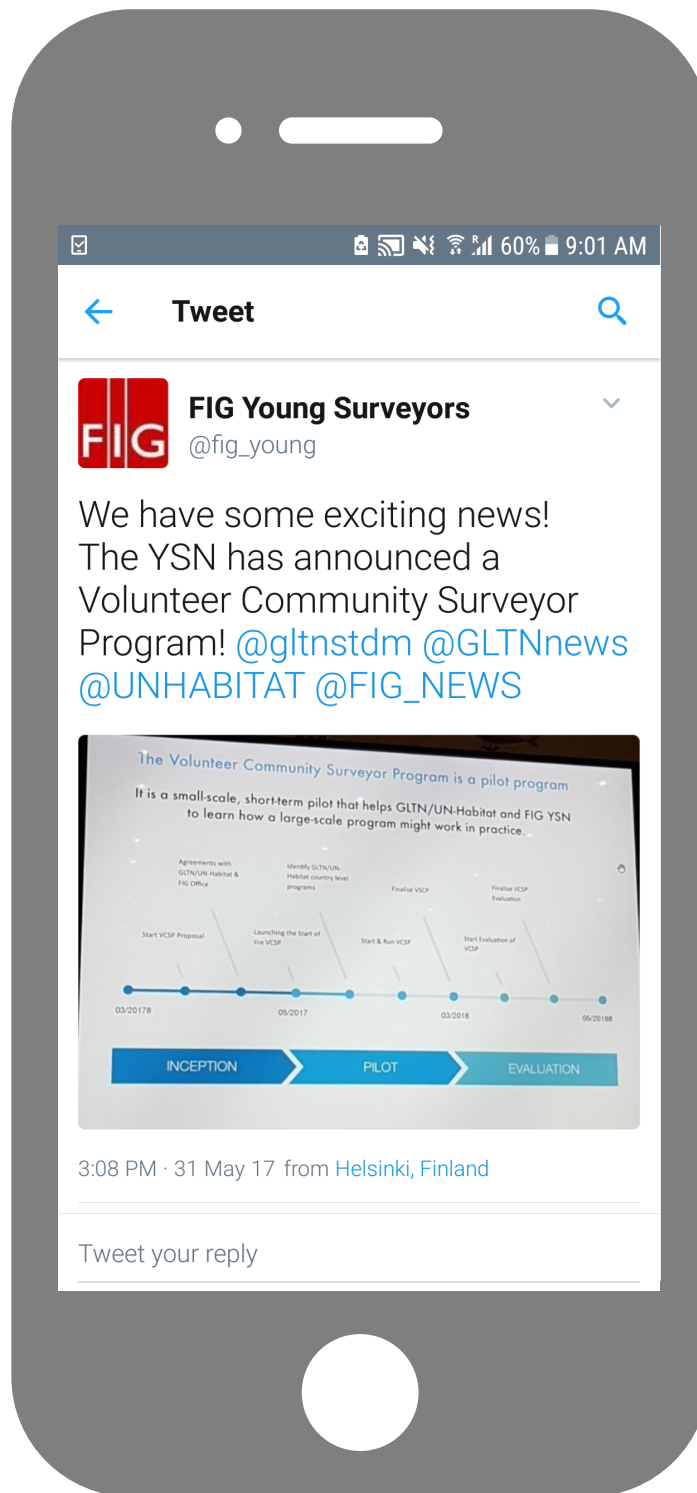 60% 9:01 AM
Tweet
FIG
FIG Young Surveyors
@fig_young
We have some exciting news!
The YSN has announced a
Volunteer Community Surveyor
Program! @gltnstdm @GLTNnews
@UNHABITAT @FIG_NEWS
The Volunteer Community Surveyor Program is a pilot program
It is a small-scale, short-term pilot that helps GLTN/UN-Habitat and FIG YSN
to learn how a large-scale program might work in practice.
Agreements with
GLTN/UN-Habitat &
FIG Office
Identify GLTN/UN-
Habitat country level
programs
Finalise VSCP
Finalise VCSP
Evaluation
Start VCSP Proposal
Launching the Start of
the VCSP
Start & Run VCSP
Start Evaluation of
VCSP
03/20178
05/2017
03/2018
05/20188
INCEPTION
PILOT
EVALUATION
3:08 PM · 31 May 17 from Helsinki, Finland
Tweet your reply